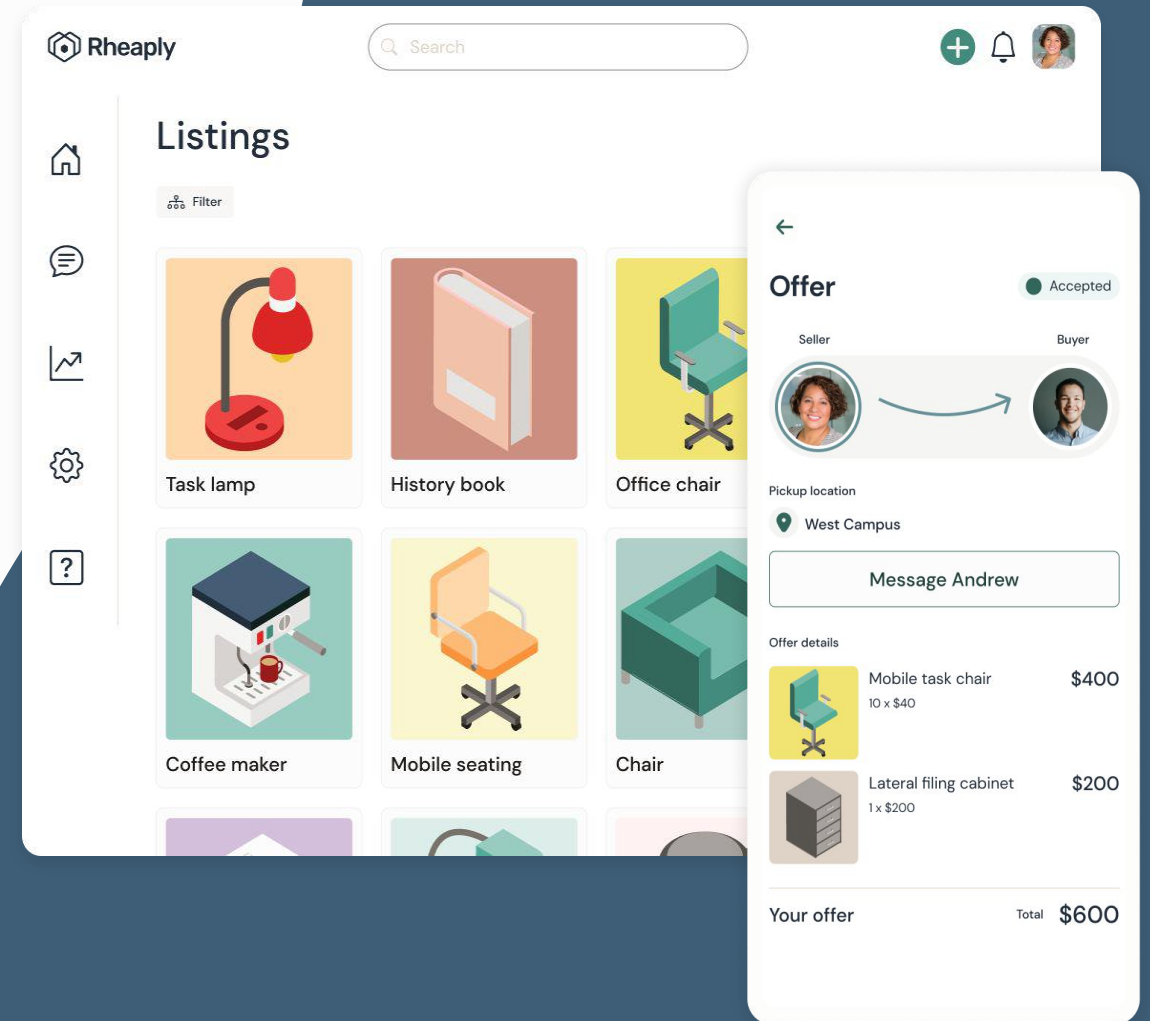 Rheaply
Search
Listings
Filter
Task lamp
History book
Office chair
Coffee maker
Mobile seating
Chair
Offer
Accepted
Seller
Buyer
Pickup location
West Campus
Message Andrew
Offer details
Mobile task chair
$400
10 x $40
Lateral filing cabinet
$200
1 x $200
Your offer
Total
$600